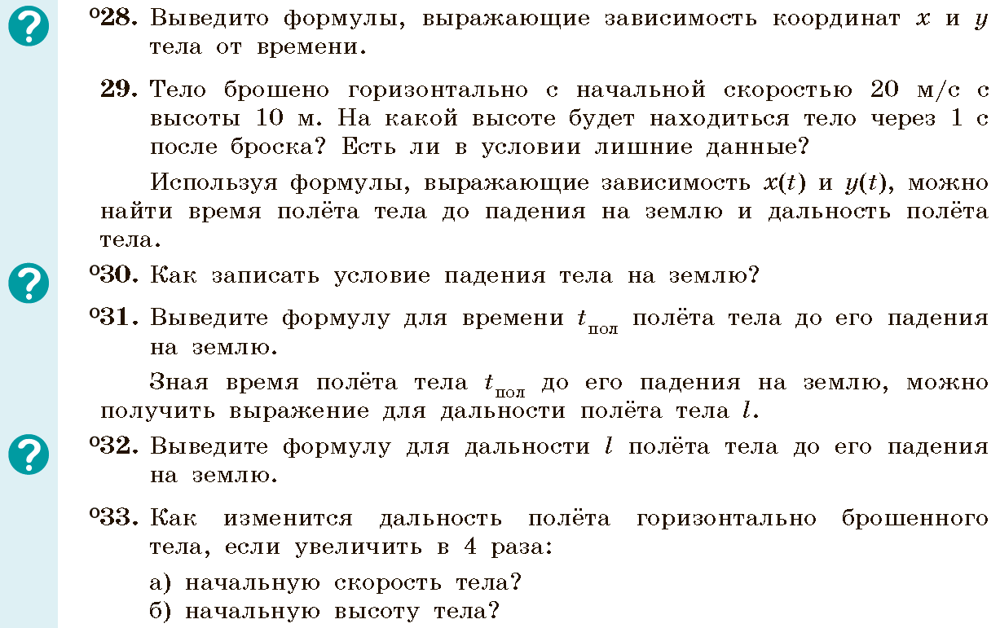 ?
°28. Выведито формулы, выражающие зависимость координат x и y
тела от времени.
29. Тело брошено горизонтально с начальной скоростью 20 м/с с
высоты 10 м. На какой высоте будет находиться тело через 1 с
после броска? Есть ли в условии лишние данные?
Используя формулы, выражающие зависимость x(t) и y(t), можно
найти время полёта тела до падения на землю и дальность полёта
тела.
?
°30. Как записать условие падения тела на землю?
°31. Выведите формулу для времени tпол полёта тела до его падения
на землю.
Зная время полёта тела tпол до его падения на землю, можно
получить выражение для дальности полёта тела l.
?
°32. Выведите формулу для дальности l полёта тела до его падения
на землю.
°33. Как изменится дальность полёта горизонтально брошенного
тела, если увеличить в 4 раза:
а) начальную скорость тела?
б) начальную высоту тела?